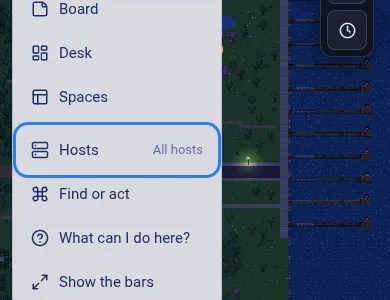 Board
Desk
Spaces
Hosts All hosts
Find or act
What can I do here?
Show the bars